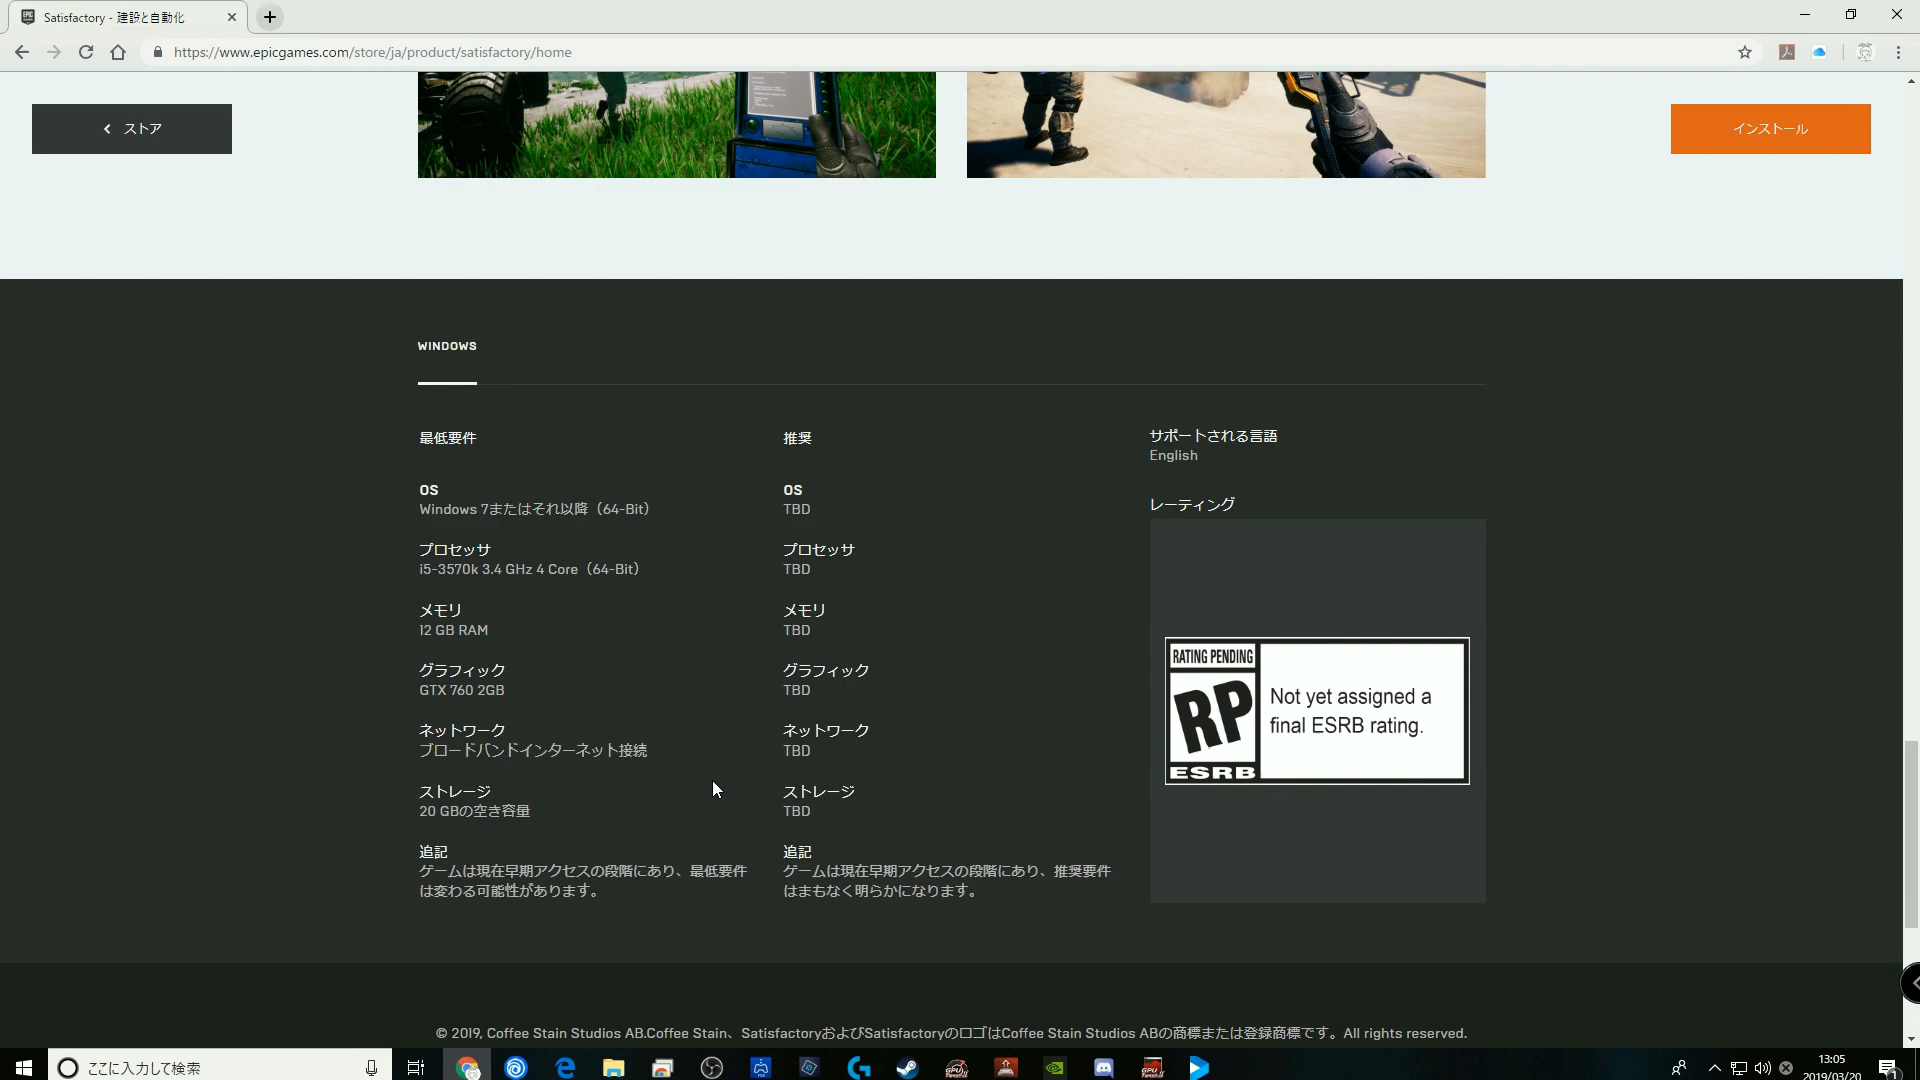 Satisfactory - 建設と自動化
https://www.epicgames.com/store/ja/product/satisfactory/home
ストア
インストール
WINDOWS
最低要件
OS
Windows 7またはそれ以降（64-Bit）
プロセッサ
i5-3570k 3.4 GHz 4 Core（64-Bit）
メモリ
12 GB RAM
グラフィック
GTX 760 2GB
ネットワーク
ブロードバンドインターネット接続
ストレージ
20 GBの空き容量
追記
ゲームは現在早期アクセスの段階にあり、最低要件
は変わる可能性があります。
推奨
OS
TBD
プロセッサ
TBD
メモリ
TBD
グラフィック
TBD
ネットワーク
TBD
ストレージ
TBD
追記
ゲームは現在早期アクセスの段階にあり、推奨要件
はまもなく明らかになります。
サポートされる言語
English
レーティング
RATING PENDING
RP
ESRB
Not yet assigned a
final ESRB rating.
© 2019, Coffee Stain Studios AB.Coffee Stain、SatisfactoryおよびSatisfactoryのロゴはCoffee Stain Studios ABの商標または登録商標です。All rights reserved.
ここに入力して検索
13:05
2019/03/20